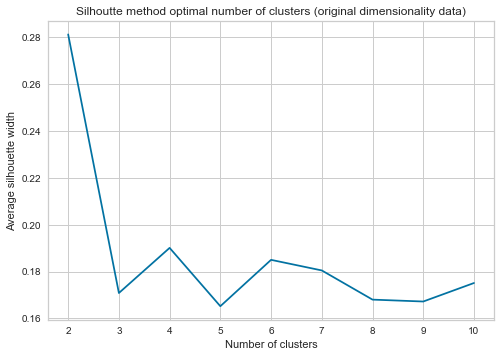 Silhoutte method optimal number of clusters (original dimensionality data)
Average silhouette width
0.28
0.26
0.24
0.22
0.20
0.18
0.16
2 3 4 5 6 7 8 9 10
Number of clusters